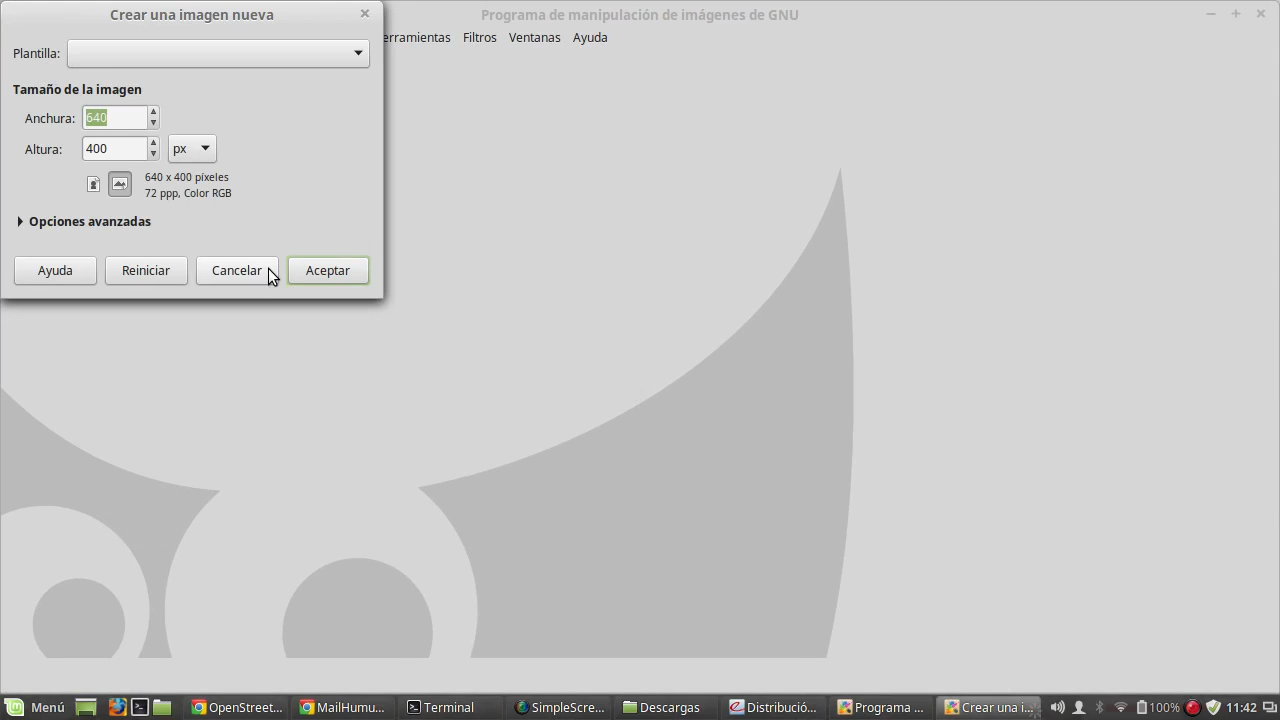 Crear una imagen nueva
Programa de manipulación de imágenes de GNU
erramientas Filtros Ventanas Ayuda
Plantilla:
Tamaño de la imagen
Anchura: 640
Altura: 400 px
640 x 400 píxeles
72 ppp, Color RGB
Opciones avanzadas
Ayuda Reiniciar Cancelar Aceptar
Menú OpenStreet... MailHumu... Terminal SimpleScre... Descargas Distribució... Programa ... Crear una i... 100% 11:42